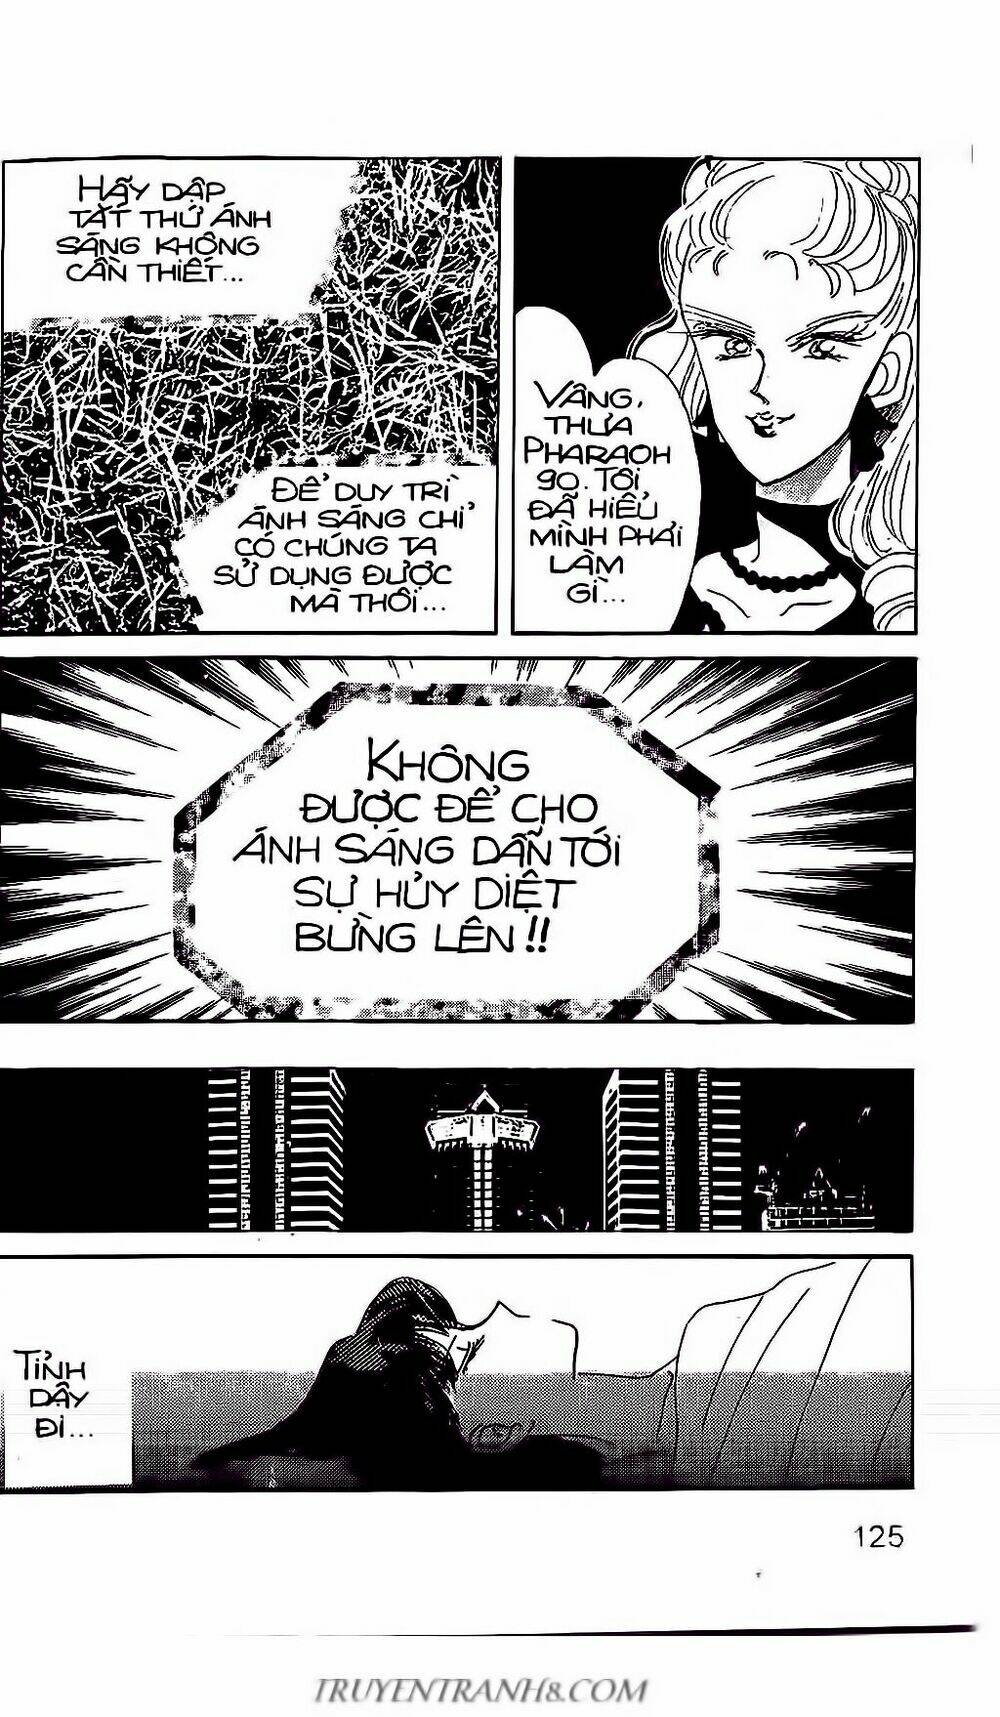 HÃY DẬP
TẮT THỨ ÁNH
SÁNG KHÔNG
CẦN THIẾT...
ĐỂ DUY TRÌ
ÁNH SÁNG CHỈ
CÓ CHÚNG TA
SỬ DỤNG ĐƯỢC
MÀ THÔI...
VÂNG,
THƯA
PHARAOH
90. TÔI
ĐÃ HIỂU
MÌNH PHẢI
LÀM
GÌ...
KHÔNG
ĐƯỢC ĐỂ CHO
ÁNH SÁNG DẪN TỚI
SỰ HỦY DIỆT
BỪNG LÊN!!
TỈNH
DẬY
ĐI...
125
TRUYENTRANH8.COM